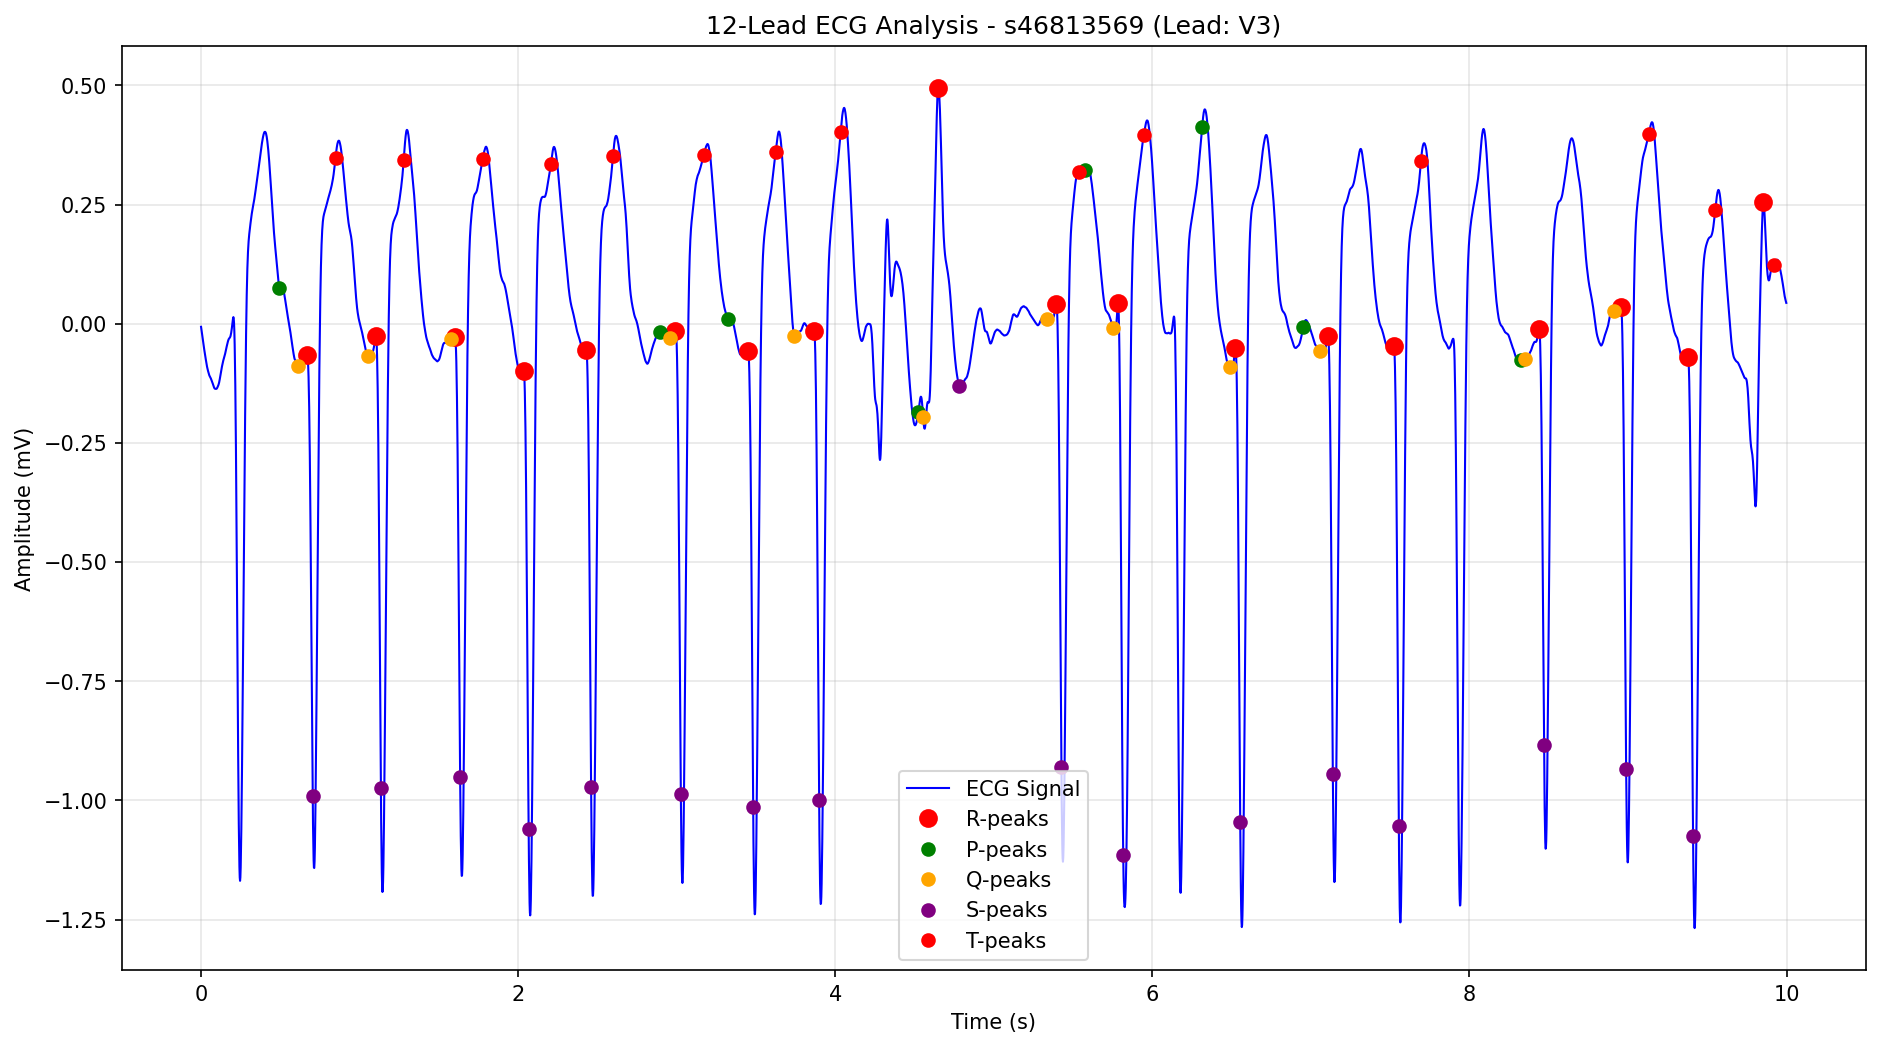 12-Lead ECG Analysis - s46813569 (Lead: V3)
Amplitude (mV)
0.50
0.25
0.00
−0.25
−0.50
−0.75
−1.00
−1.25
ECG Signal
R-peaks
P-peaks
Q-peaks
S-peaks
T-peaks
0 2 4 6 8 10
Time (s)